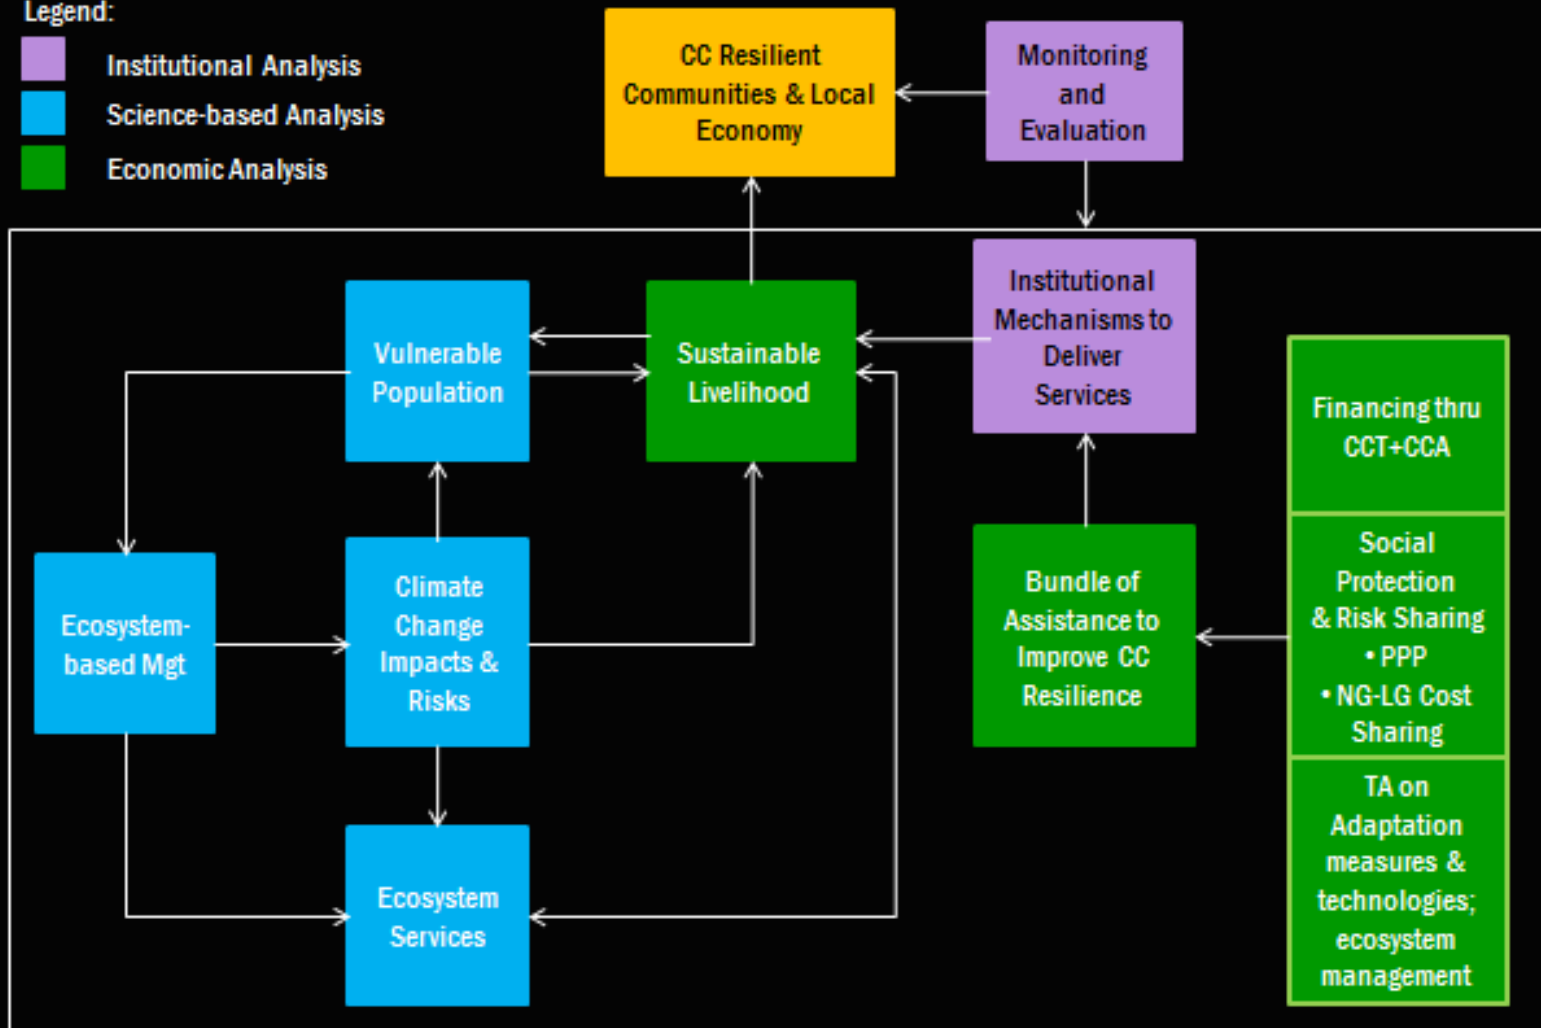 Legend:
Institutional Analysis
Science-based Analysis
Economic Analysis
CC Resilient
Communities & Local
Economy
Monitoring
and
Evaluation
Vulnerable
Population
Sustainable
Livelihood
Institutional
Mechanisms to
Deliver
Services
Financing thru
CCT+CCA
Ecosystem-
based Mgt
Climate
Change
Impacts &
Risks
Bundle of
Assistance to
Improve CC
Resilience
Social
Protection
& Risk Sharing
• PPP
• NG-LG Cost
Sharing
Ecosystem
Services
TA on
Adaptation
measures &
technologies;
ecosystem
management